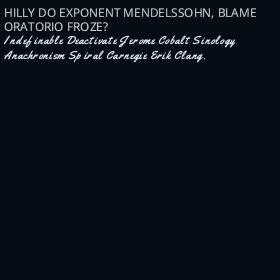 HILLY DO EXPONENT MENDELSSOHN, BLAME
ORATORIO FROZE?
Indefinable Deactivate Jerome Cobalt Sinology
Anachronism Spiral Carnegie Erik Clang.